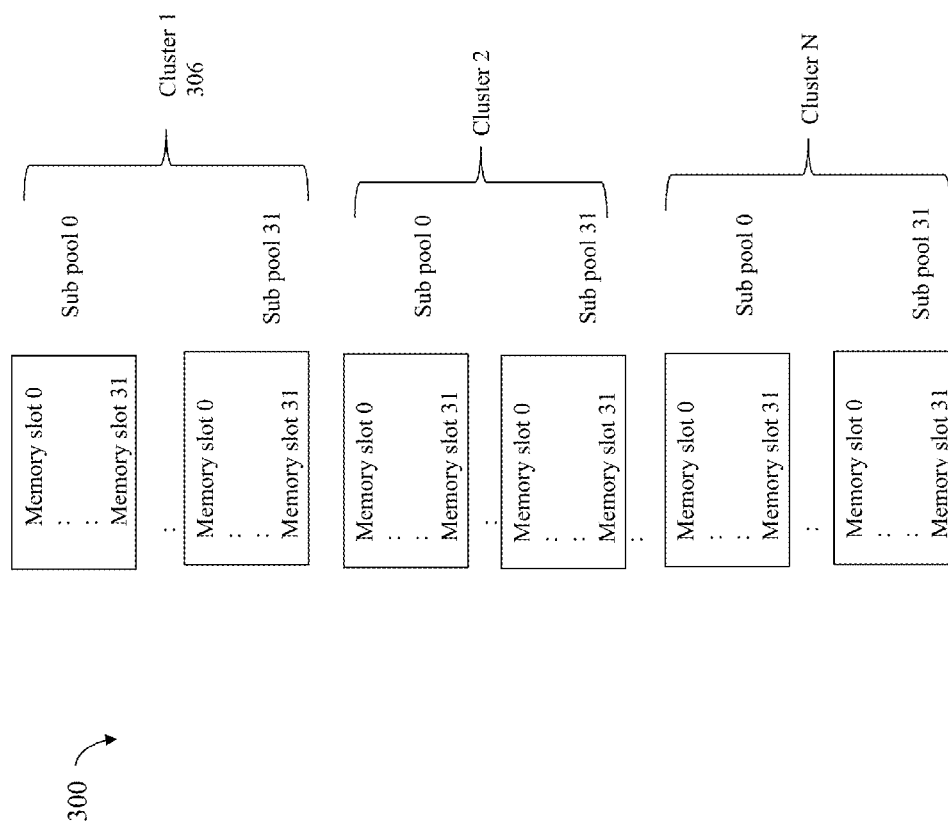 300
Memory slot 0
: :
Memory slot 31
Sub pool 0
:
Memory slot 0
: :
Memory slot 31
Sub pool 31
Cluster 1
306
Memory slot 0
: :
Memory slot 31
Sub pool 0
:
Memory slot 0
: :
Memory slot 31
Sub pool 31
Cluster 2
:
Memory slot 0
: :
Memory slot 31
Sub pool 0
:
Memory slot 0
: :
Memory slot 31
Sub pool 31
Cluster N